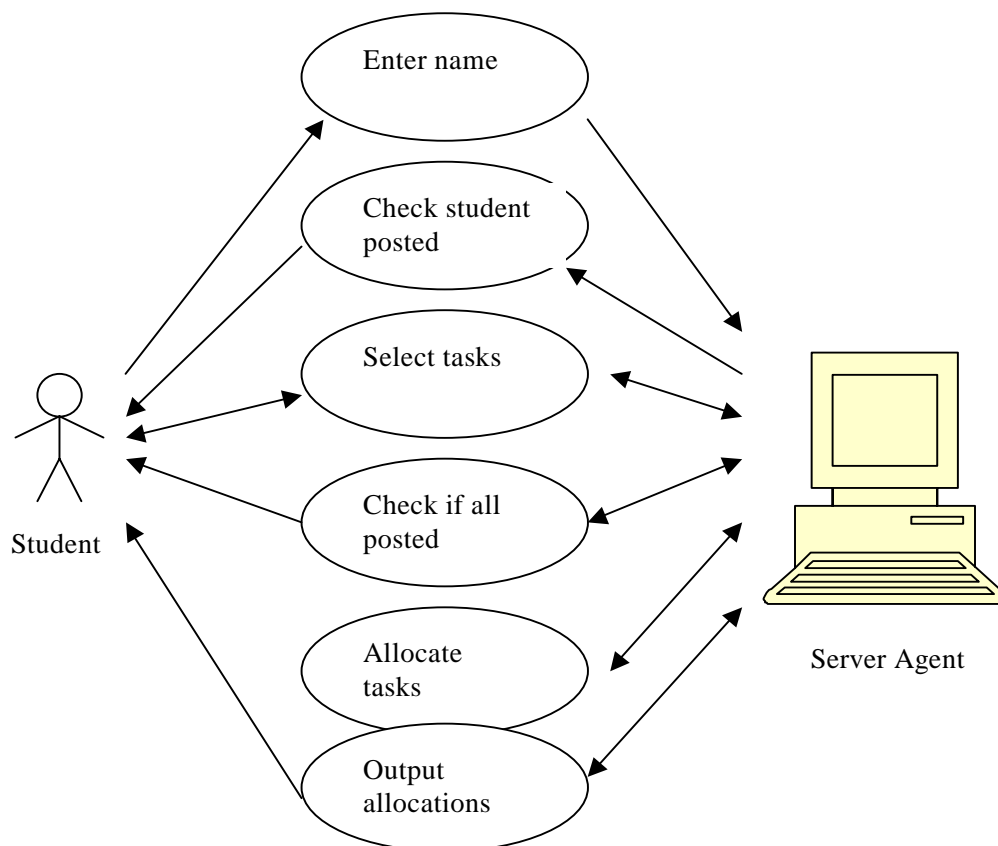 Enter name
Check student
posted
Select tasks
Check if all
posted
Student
Allocate
tasks
Server Agent
Output
allocations